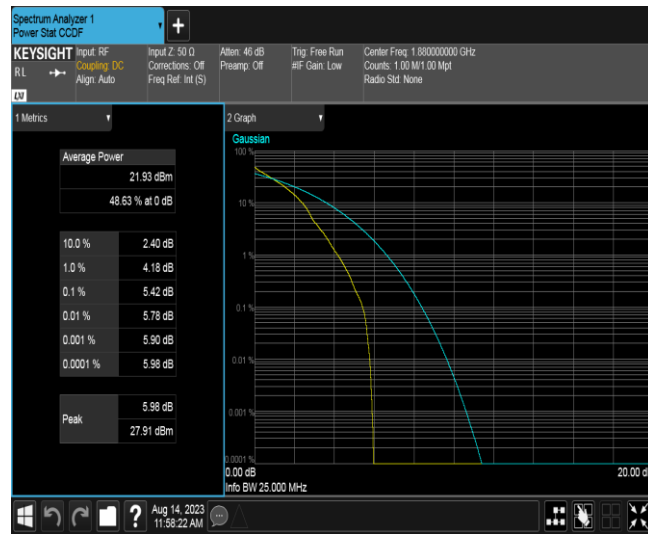 Spectrum Analyzer 1
Power Stat CCDF
+
KEYSIGHT
RL
LXI
Input: RF
Coupling: DC
Align: Auto
Input Z: 50 Ω
Corrections: Off
Freq Ref: Int (S)
Atten: 46 dB
Preamp: Off
Trig: Free Run
#IF Gain: Low
Center Freq: 1.880000000 GHz
Counts: 1.00 M/1.00 Mpt
Radio Std: None
1 Metrics
Average Power
21.93 dBm
48.63 % at 0 dB
10.0 % 2.40 dB
1.0 % 4.18 dB
0.1 % 5.42 dB
0.01 % 5.78 dB
0.001 % 5.90 dB
0.0001 % 5.98 dB
Peak
5.98 dB
27.91 dBm
2 Graph
Gaussian
100 %
10 %
1 %
0.1 %
0.01 %
0.001 %
0.0001 %
0.00 dB
20.00 d
Info BW 25.000 MHz
?
Aug 14, 2023
11:58:22 AM